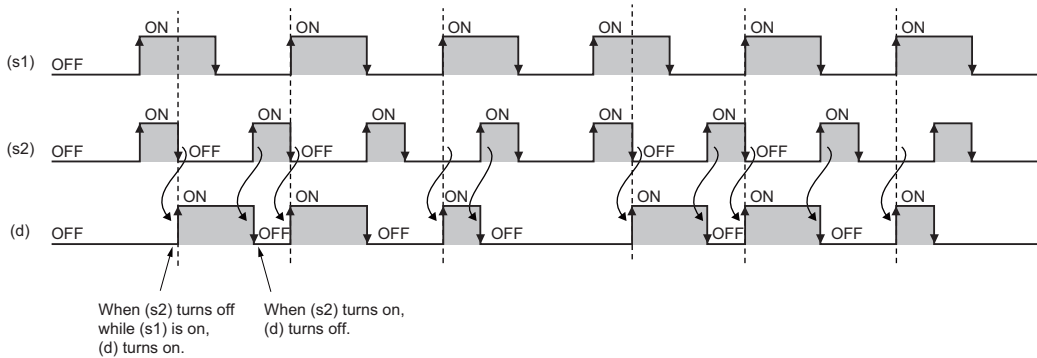 ON ON ON ON ON ON
(s1) OFF
ON ON ON ON ON ON ON
(s2) OFF OFF OFF OFF OFF
ON ON ON ON ON ON
(d) OFF OFF OFF OFF OFF OFF
When (s2) turns off
while (s1) is on,
(d) turns on.
When (s2) turns on,
(d) turns off.